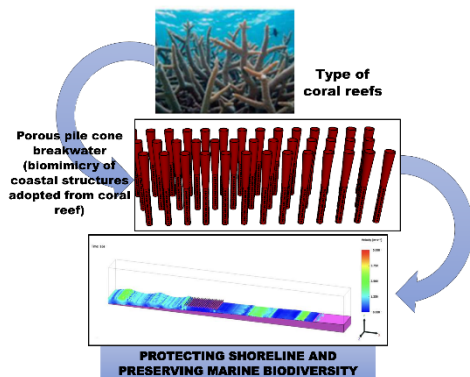 Type of
coral reefs
Porous pile cone
breakwater
(biomimicry of
coastal structures
adopted from coral
reef)
PROTECTING SHORELINE AND
PRESERVING MARINE BIODIVERSITY